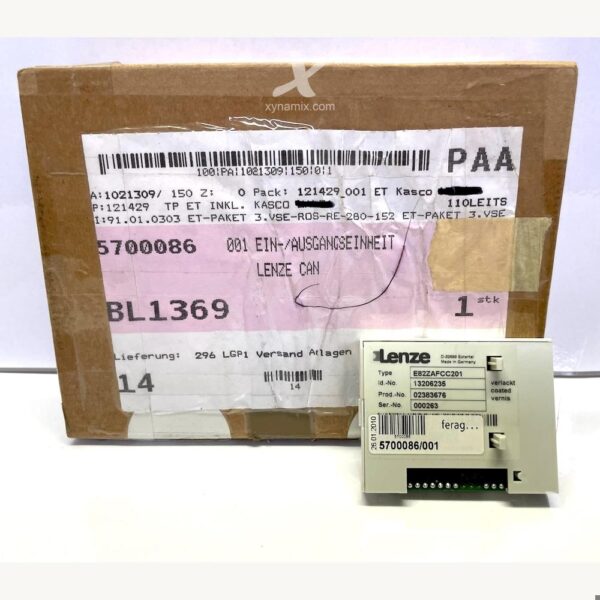 xynamix.com
100|PA|1021309|150|0|1
PAA
A:1021309/ 150 Z: 0 Pack: 121429 001 ET Kasco
P:121429 TP ET INKL. KASCO 110LEITS
I:91.01.0303 ET-PAKET 3.VSE-ROS-RE-280-152 ET-PAKET 3.VSE
5700086 001 EIN-/AUSGANGSEINHEIT
LENZE CAN
BL1369 1 stk
Lieferung: 296 LGP1 Versand Anlagen
14
14
Lenze
D-32699 Extertal
Made in Germany
Type E82ZAFCC201
Id.-No. 13206235
Prod.-No. 02383676
Ser.-No. 000263
verlackt
coated
vernis
26.01.2010
ferag...
5700086
5700086/001